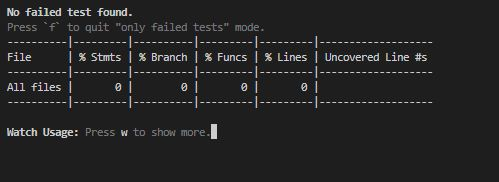 No failed test found.
Press `f` to quit "only failed tests" mode.
----------|---------|----------|---------|---------|-------------------
File      | % Stmts | % Branch | % Funcs | % Lines | Uncovered Line #s
----------|---------|----------|---------|---------|-------------------
All files |       0 |        0 |       0 |       0 |
----------|---------|----------|---------|---------|-------------------
Watch Usage: Press w to show more.